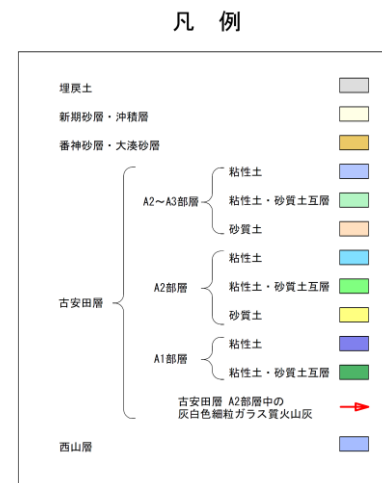 凡 例
埋戻土
新期砂層・沖積層
番神砂層・大湊砂層
粘性土
A2～A3部層
粘性土・砂質土互層
砂質土
粘性土
A2部層
粘性土・砂質土互層
古安田層
砂質土
粘性土
A1部層
粘性土・砂質土互層
古安田層 A2部層中の
灰白色細粒ガラス質火山灰
西山層